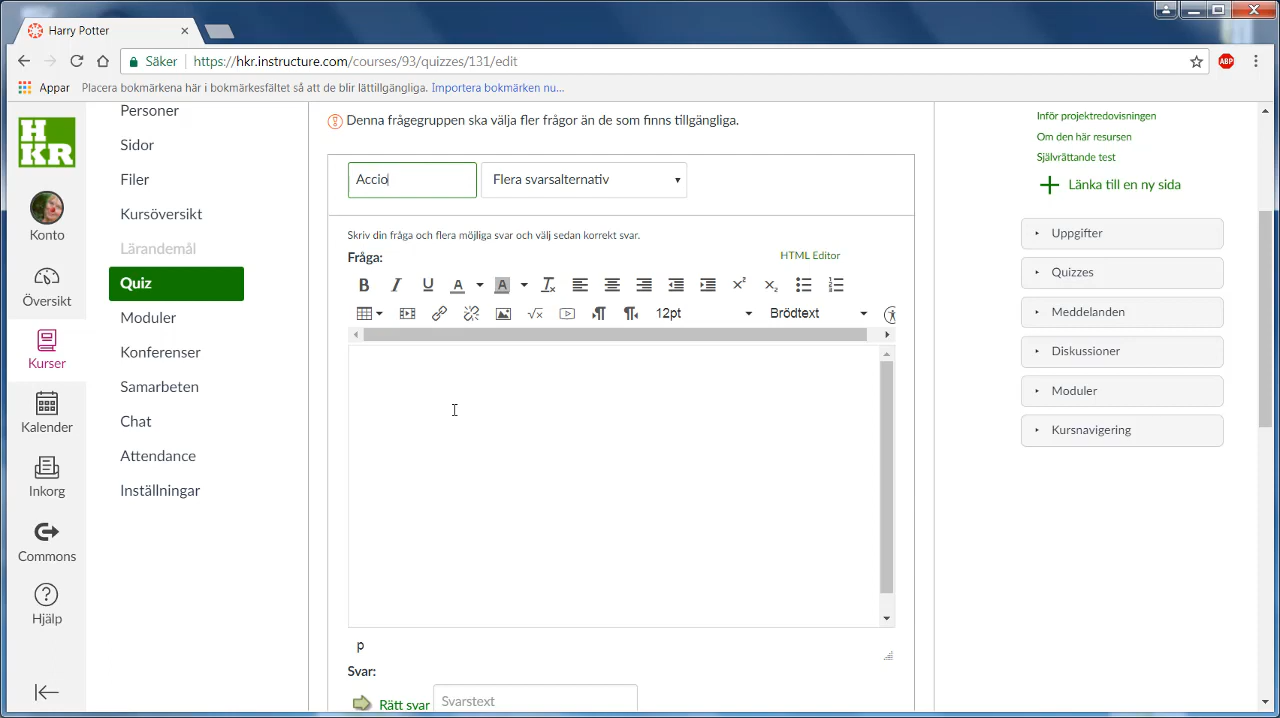 Harry Potter
Säker https://hkr.instructure.com/courses/93/quizzes/131/edit
ABP
Appar Placera bokmärkena här i bokmärkesfältet så att de blir lättillgängliga. Importera bokmärken nu...
H
KR
Konto
Översikt
Kurser
Kalender
Inkorg
Commons
Hjälp
Personer
Sidor
Filer
Kursöversikt
Lärandemål
Quiz
Moduler
Konferenser
Samarbeten
Chat
Attendance
Inställningar
Denna frågegruppen ska välja fler frågor än de som finns tillgängliga.
Accio Flera svarsalternativ
Skriv din fråga och flera möjliga svar och välj sedan korrekt svar.
Fråga: HTML Editor
B I U A A
12pt Brödtext
p
Svar:
Rätt svar Svarstext
Inför projektredovisningen
Om den här resursen
Självrättande test
Länka till en ny sida
Uppgifter
Quizzes
Meddelanden
Diskussioner
Moduler
Kursnavigering